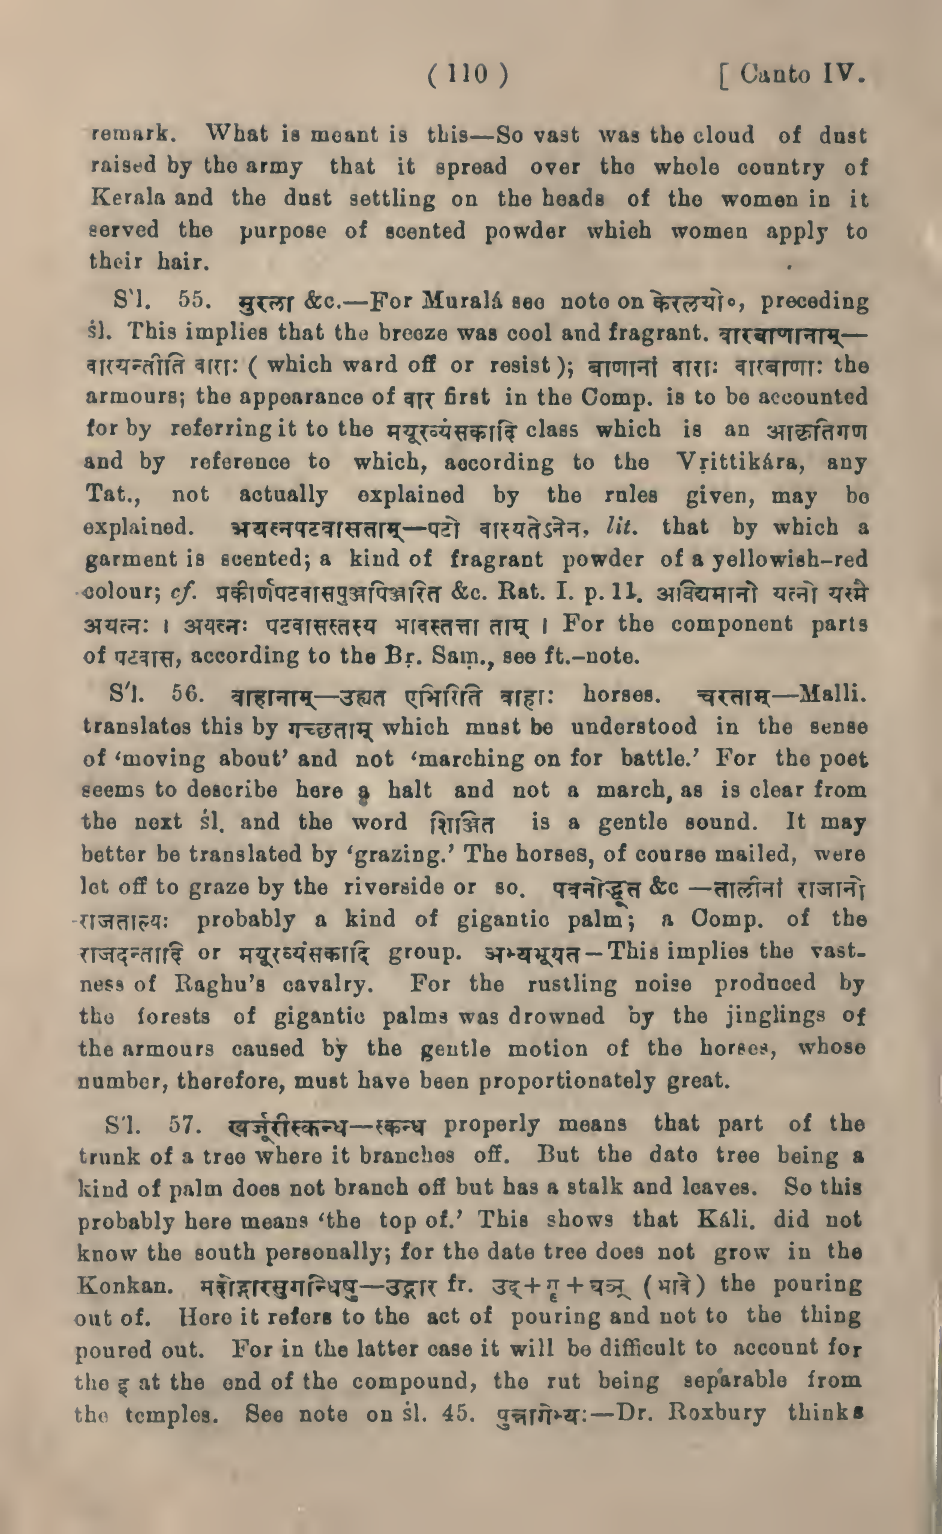 ( 110 ) [ Canto IV.
remark. What is meant is this—So vast was the cloud of dust
raised by the army that it spread over the whole country of
Kerala and the dust settling on the heads of the women in it
served the purpose of scented powder which women apply to
their hair.
S'l. 55. मुरला &c.—For Muralá see note on केरलयो०, preceding
śl. This implies that the breeze was cool and fragrant. वारबाणानाम्—
वारयन्तीति वाराः ( which ward off or resist ); बाणानां वाराः वारबाणाः the
armours; the appearance of वार first in the Comp. is to be accounted
for by referring it to the मयूरव्यंसकादि class which is an आकृतिगण
and by reference to which, according to the Vṛittikára, any
Tat., not actually explained by the rules given, may be
explained. अयत्नपटवासताम्—पटो वास्यतेऽनेन, lit. that by which a
garment is scented; a kind of fragrant powder of a yellowish-red
colour; cf. प्रकीर्णपटवासपुञ्जपिञ्जरित &c. Rat. I. p. 11. आविद्यमानो यत्नो यस्मै
अयत्नः । अयत्नः पटवासस्तस्य भावस्तत्ता ताम् । For the component parts
of पटवास, according to the Bṛ. Saṃ., see ft.-note.
S'l. 56. वाहानाम्—उह्यत एभिरिति वाहाः horses. चरताम्—Malli.
translates this by गच्छताम् which must be understood in the sense
of ‘moving about’ and not ‘marching on for battle.’ For the poet
seems to describe here a halt and not a march, as is clear from
the next śl. and the word शिञ्जित is a gentle sound. It may
better be translated by ‘grazing.’ The horses, of course mailed, were
let off to graze by the riverside or so. पवनोद्धूत &c —तालीनां राजानो
राजताल्यः probably a kind of gigantic palm; a Comp. of the
राजदन्तादि or मयूरव्यंसकादि group. अभ्यभूयत—This implies the vast-
ness of Raghu's cavalry. For the rustling noise produced by
the forests of gigantic palms was drowned by the jinglings of
the armours caused by the gentle motion of the horses, whose
number, therefore, must have been proportionately great.
S'l. 57. खर्जूरीस्कन्ध—स्कन्ध properly means that part of the
trunk of a tree where it branches off. But the date tree being a
kind of palm does not branch off but has a stalk and leaves. So this
probably here means ‘the top of.’ This shows that Káli. did not
know the south personally; for the date tree does not grow in the
Konkan. मदोद्गारसुगन्धिषु—उद्गार fr. उद्+गॄ+घञ् (भावे) the pouring
out of. Here it refers to the act of pouring and not to the thing
poured out. For in the latter case it will be difficult to account for
the इ at the end of the compound, the rut being separable from
the temples. See note on śl. 45. पुन्नागेभ्यः—Dr. Roxbury thinks